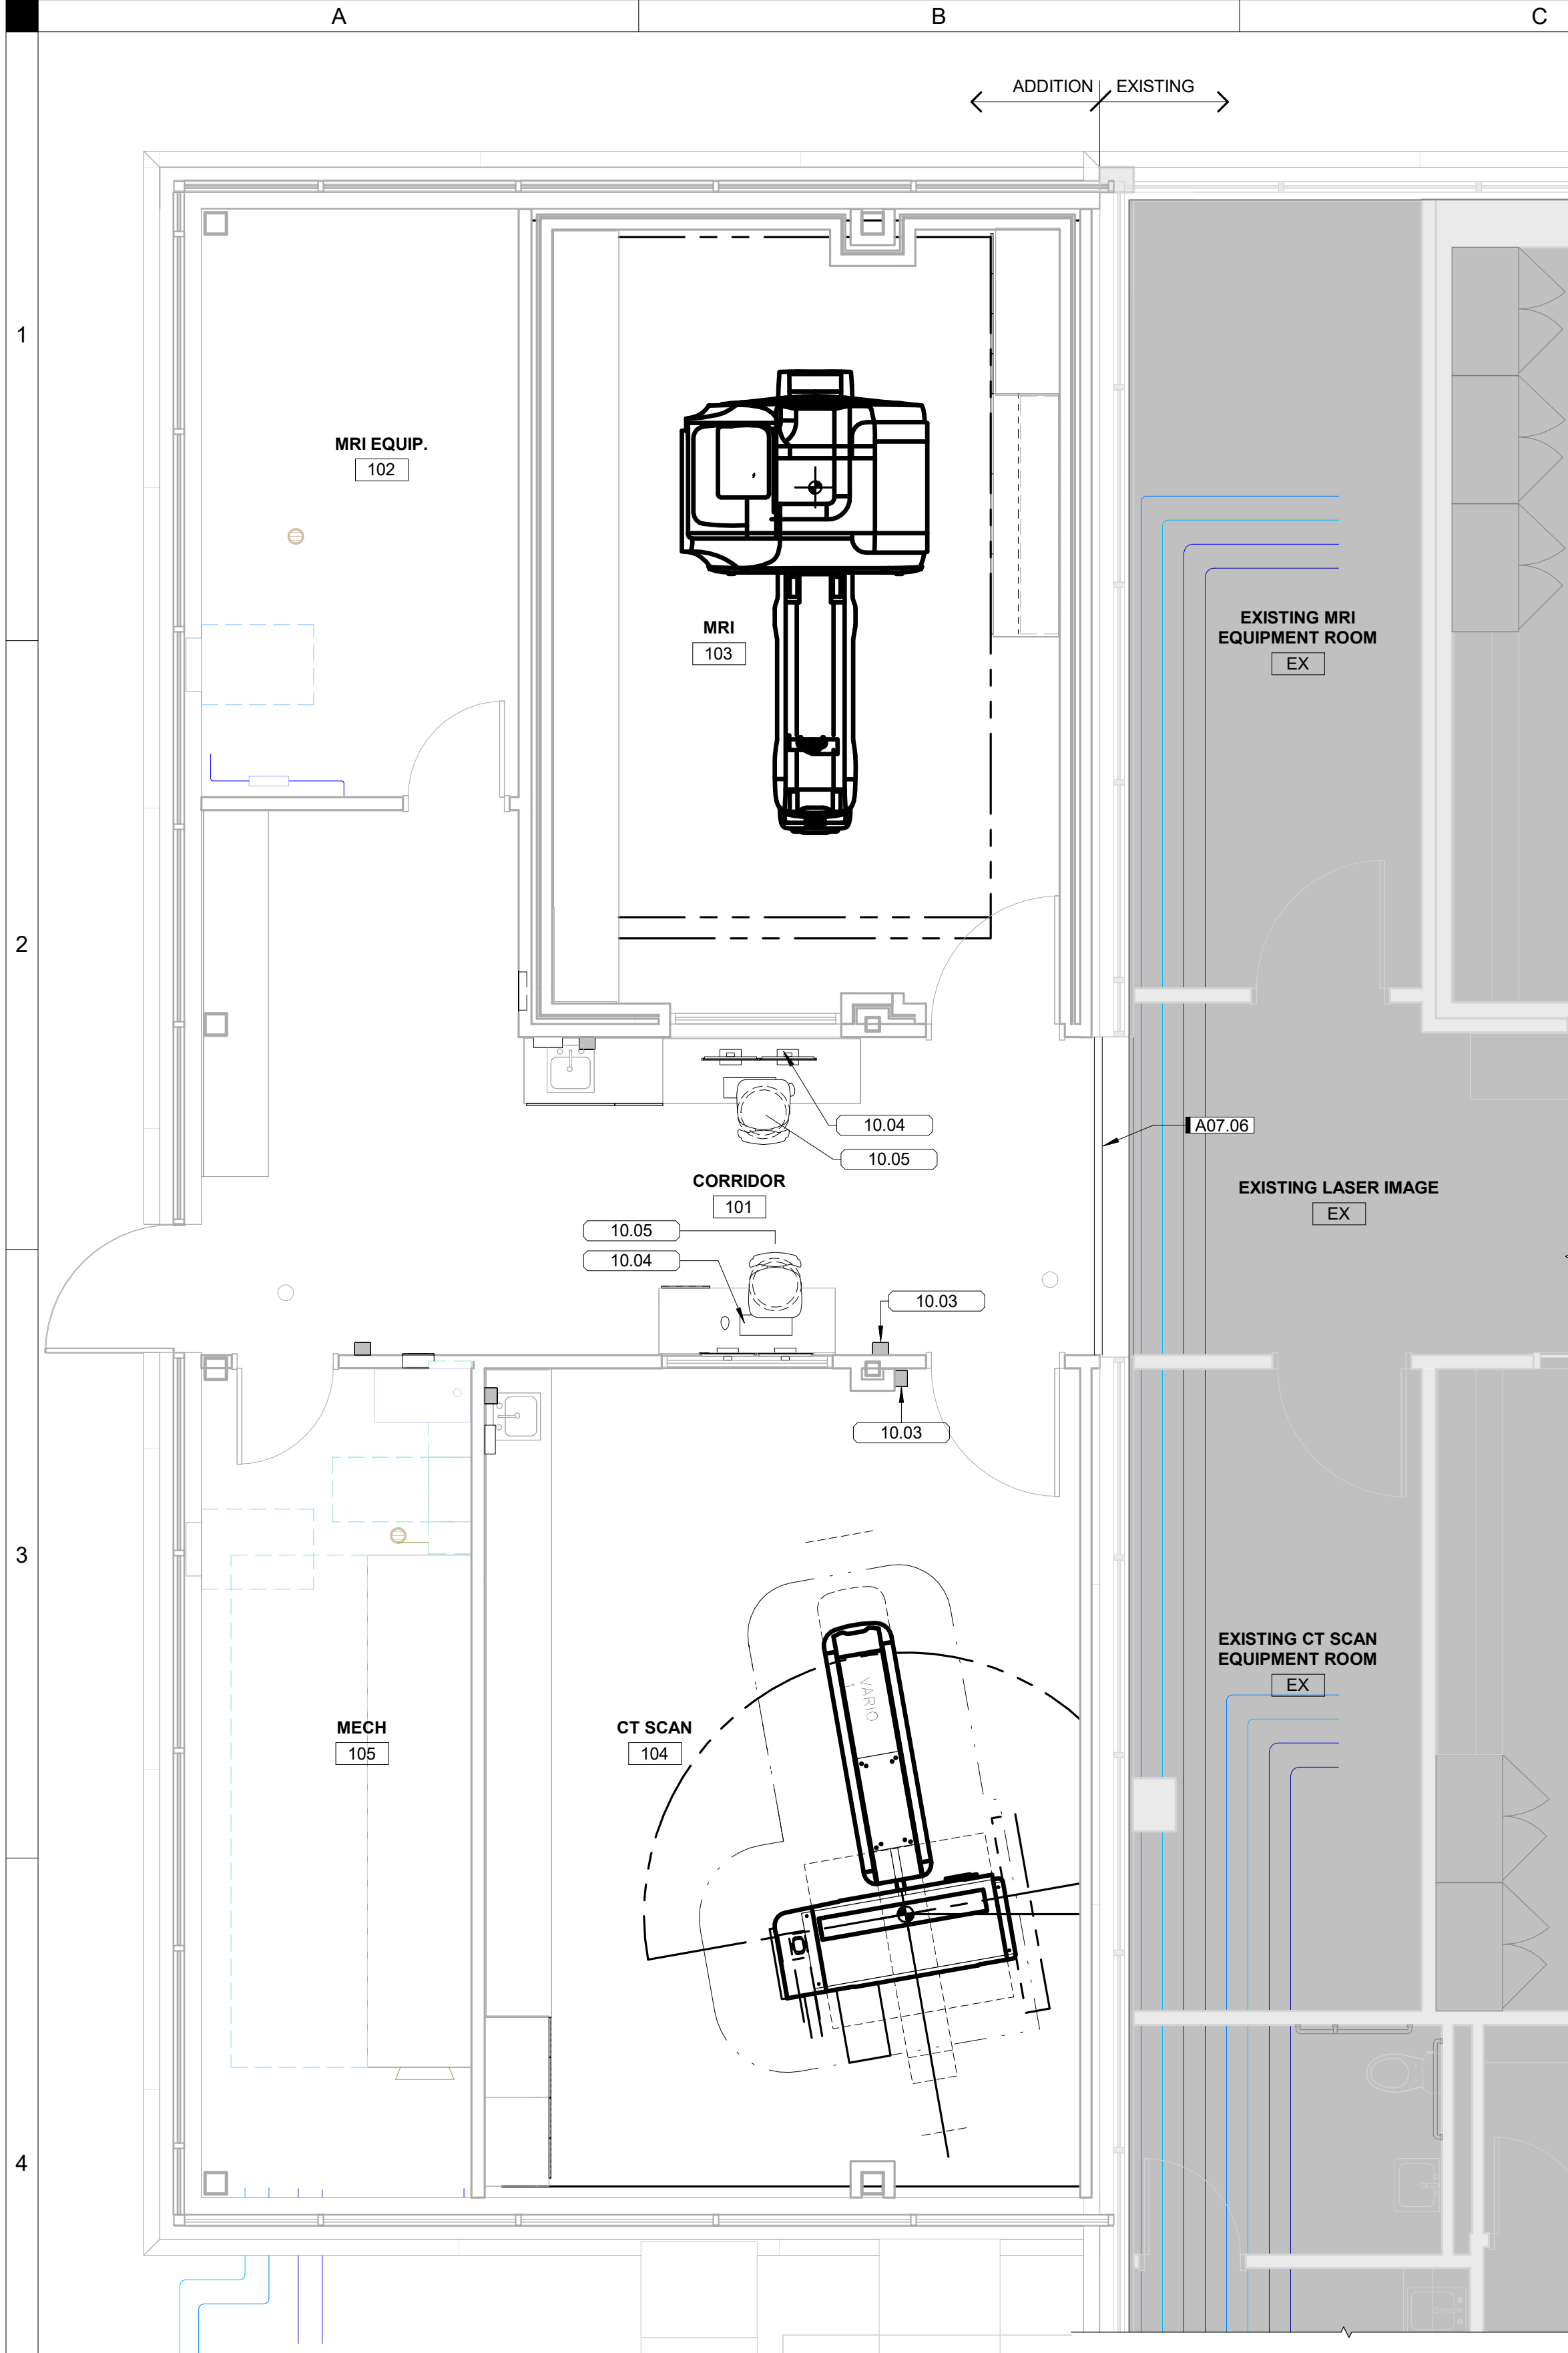 A
B
C
ADDITION
EXISTING
1
MRI EQUIP.
102
MRI
103
EXISTING MRI
EQUIPMENT ROOM
EX
2
10.04
10.05
A07.06
CORRIDOR
101
EXISTING LASER IMAGE
EX
10.05
10.04
10.03
10.03
3
EXISTING CT SCAN
EQUIPMENT ROOM
EX
VARIO
1
MECH
105
CT SCAN
104
4